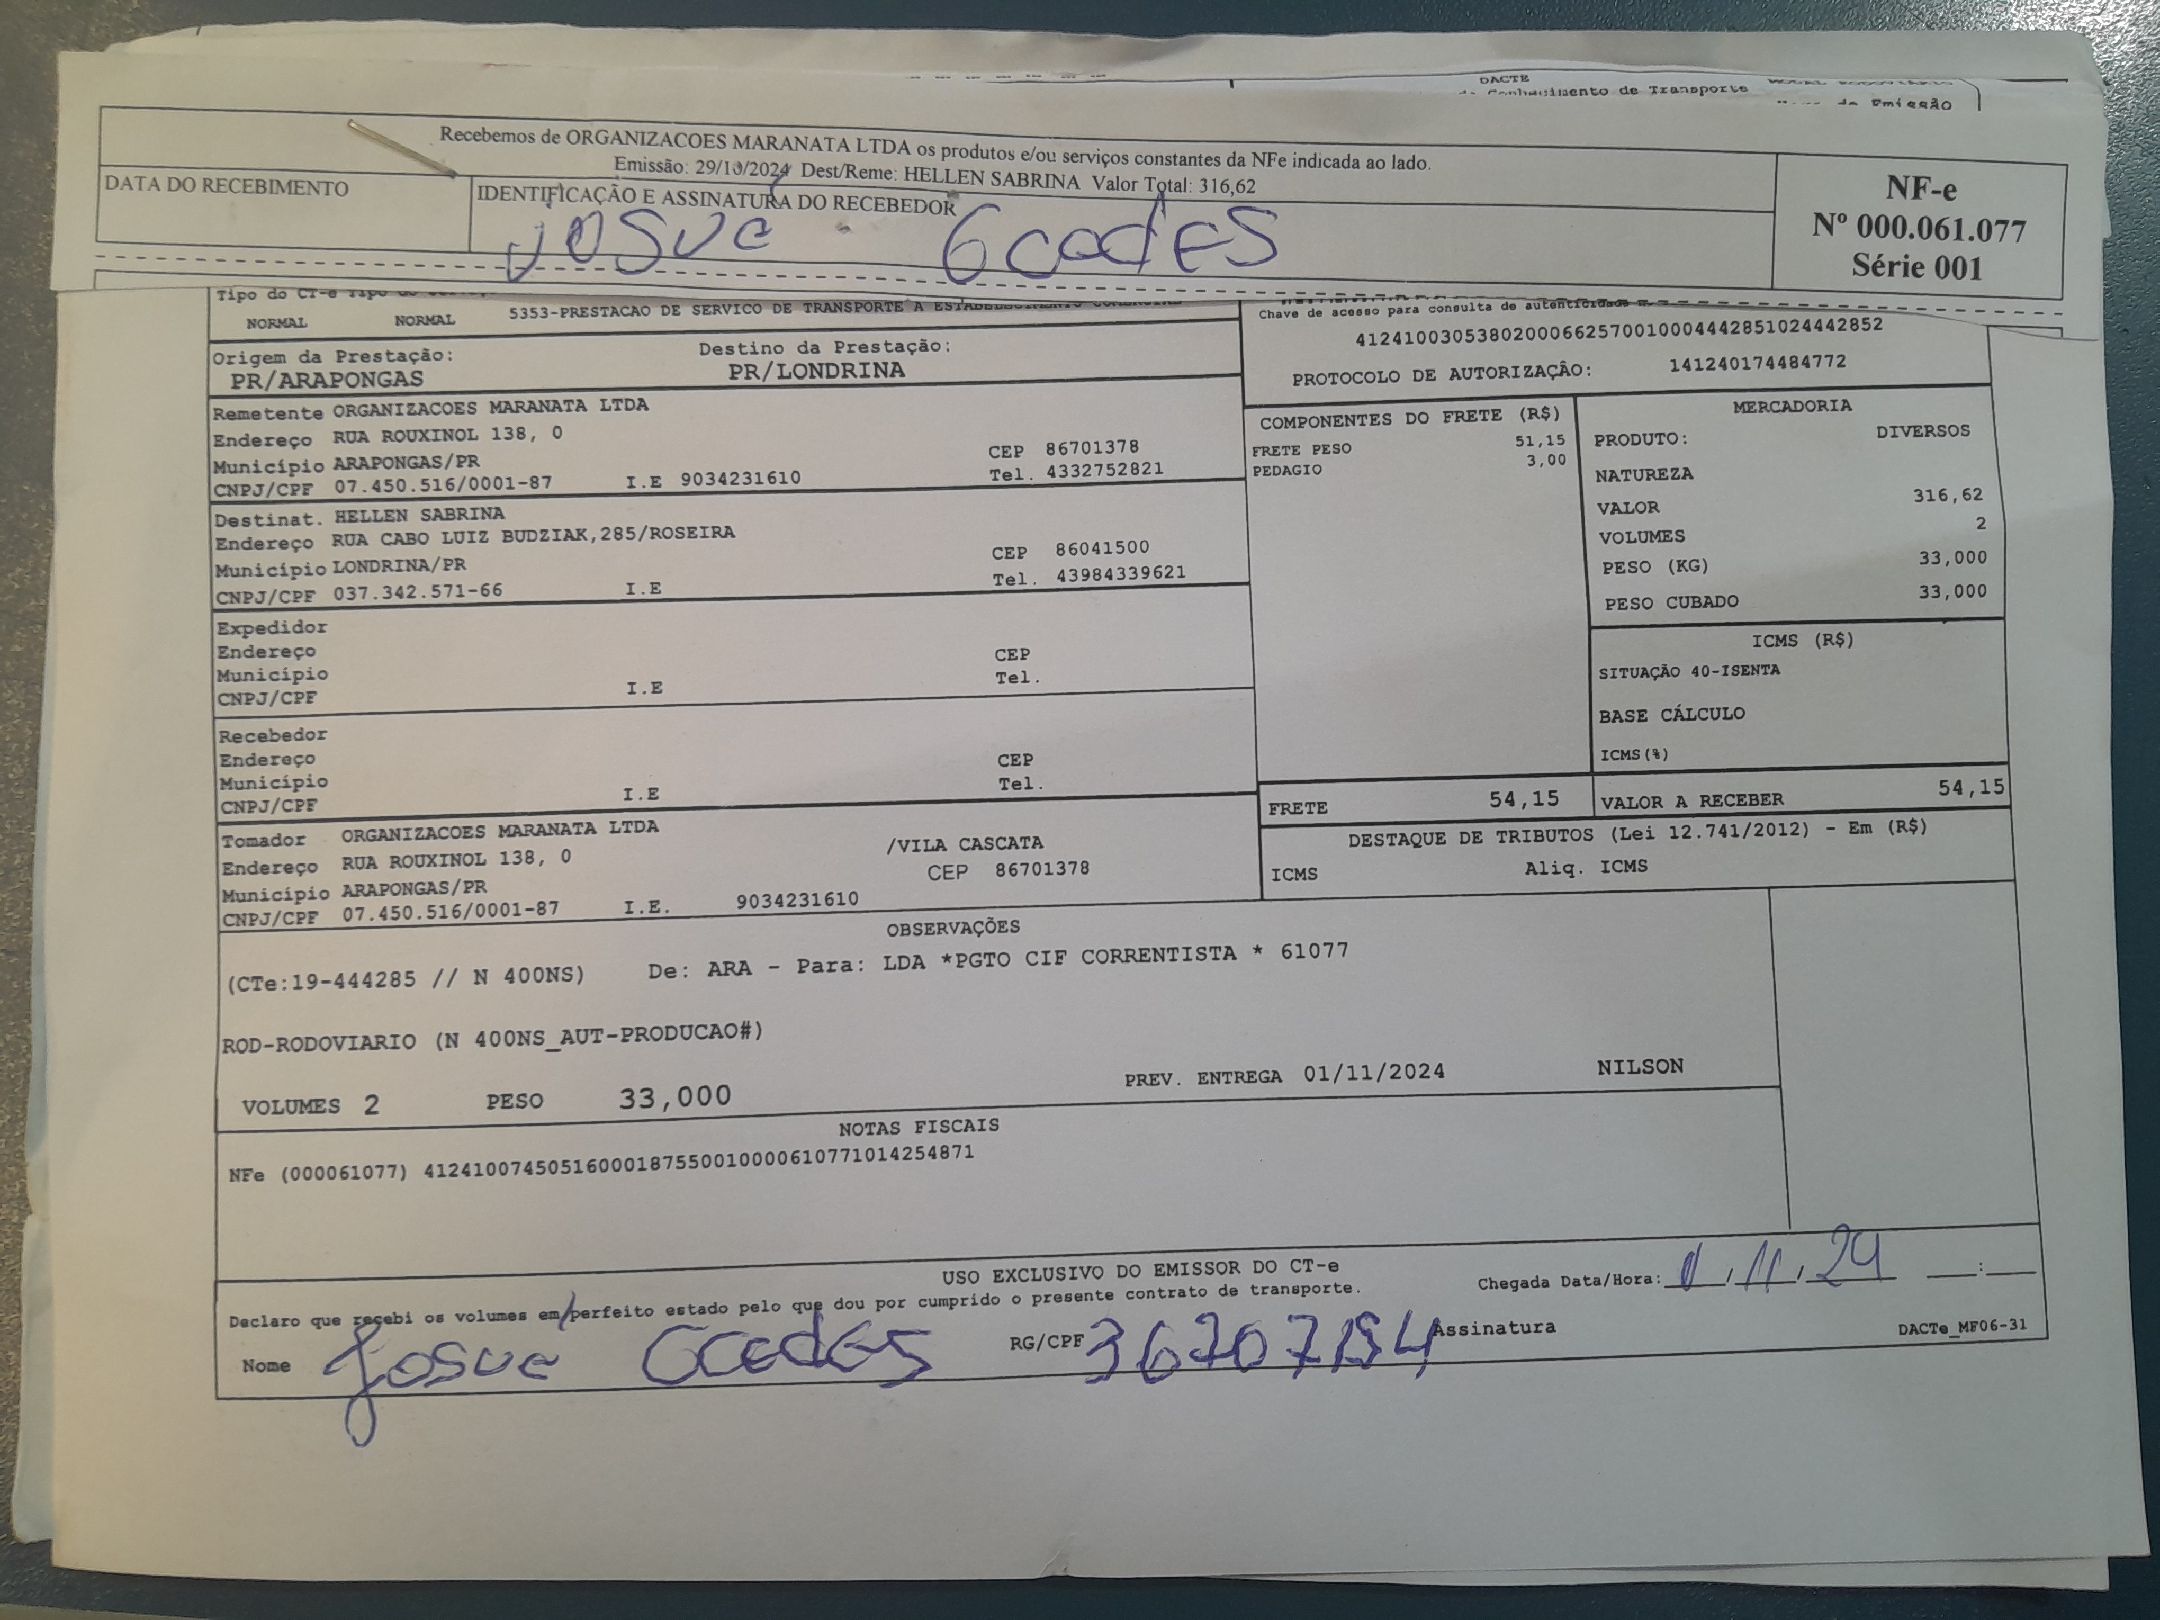 DACTE
Conhecimento de Transporte
de Emissão
Recebemos de ORGANIZACOES MARANATA LTDA os produtos e/ou serviços constantes da NFe indicada ao lado.
Emissão: 29/10/2024 Dest/Reme: HELLEN SABRINA Valor Total: 316,62
DATA DO RECEBIMENTO
IDENTIFICAÇÃO E ASSINATURA DO RECEBEDOR
Josué
NF-e
Nº 000.061.077
Série 001
Tipo do CT-e
NORMAL NORMAL
5353-PRESTACAO DE SERVICO DE TRANSPORTE A ESTABELECIMENTO
Chave de acesso para consulta de autenticidade
41241003053802000662570010004442851024442852
PROTOCOLO DE AUTORIZAÇÃO: 141240174484772
Origem da Prestação: Destino da Prestação:
PR/ARAPONGAS PR/LONDRINA
Remetente ORGANIZACOES MARANATA LTDA
Endereço RUA ROUXINOL 138, 0
Município ARAPONGAS/PR CEP 86701378
CNPJ/CPF 07.450.516/0001-87 I.E 9034231610 Tel. 4332752821
Destinat. HELLEN SABRINA
Endereço RUA CABO LUIZ BUDZIAK,285/ROSEIRA
Município LONDRINA/PR CEP 86041500
CNPJ/CPF 037.342.571-66 I.E Tel. 43984339621
Expedidor
Endereço
Município CEP
CNPJ/CPF I.E Tel.
Recebedor
Endereço
Município CEP
CNPJ/CPF I.E Tel.
Tomador ORGANIZACOES MARANATA LTDA
Endereço RUA ROUXINOL 138, 0 /VILA CASCATA
Município ARAPONGAS/PR CEP 86701378
CNPJ/CPF 07.450.516/0001-87 I.E. 9034231610
COMPONENTES DO FRETE (R$)
FRETE PESO 51,15
PEDAGIO 3,00
MERCADORIA
PRODUTO: DIVERSOS
NATUREZA
VALOR 316,62
VOLUMES 2
PESO (KG) 33,000
PESO CUBADO 33,000
ICMS (R$)
SITUAÇÃO 40-ISENTA
BASE CÁLCULO
ICMS(%)
FRETE 54,15 VALOR A RECEBER 54,15
DESTAQUE DE TRIBUTOS (Lei 12.741/2012) - Em (R$)
ICMS Aliq. ICMS
OBSERVAÇÕES
(CTe:19-444285 // N 400NS) De: ARA - Para: LDA *PGTO CIF CORRENTISTA * 61077
ROD-RODOVIARIO (N 400NS_AUT-PRODUCAO#)
VOLUMES 2 PESO 33,000 PREV. ENTREGA 01/11/2024 NILSON
NOTAS FISCAIS
NFe (000061077) 41241007450516000187550010000610771014254871
USO EXCLUSIVO DO EMISSOR DO CT-e
Declaro que recebi os volumes em perfeito estado pelo que dou por cumprido o presente contrato de transporte.
Chegada Data/Hora: 1/11/24 ___:___
Nome Josue RG/CPF Assinatura
DACTe_MF06-31